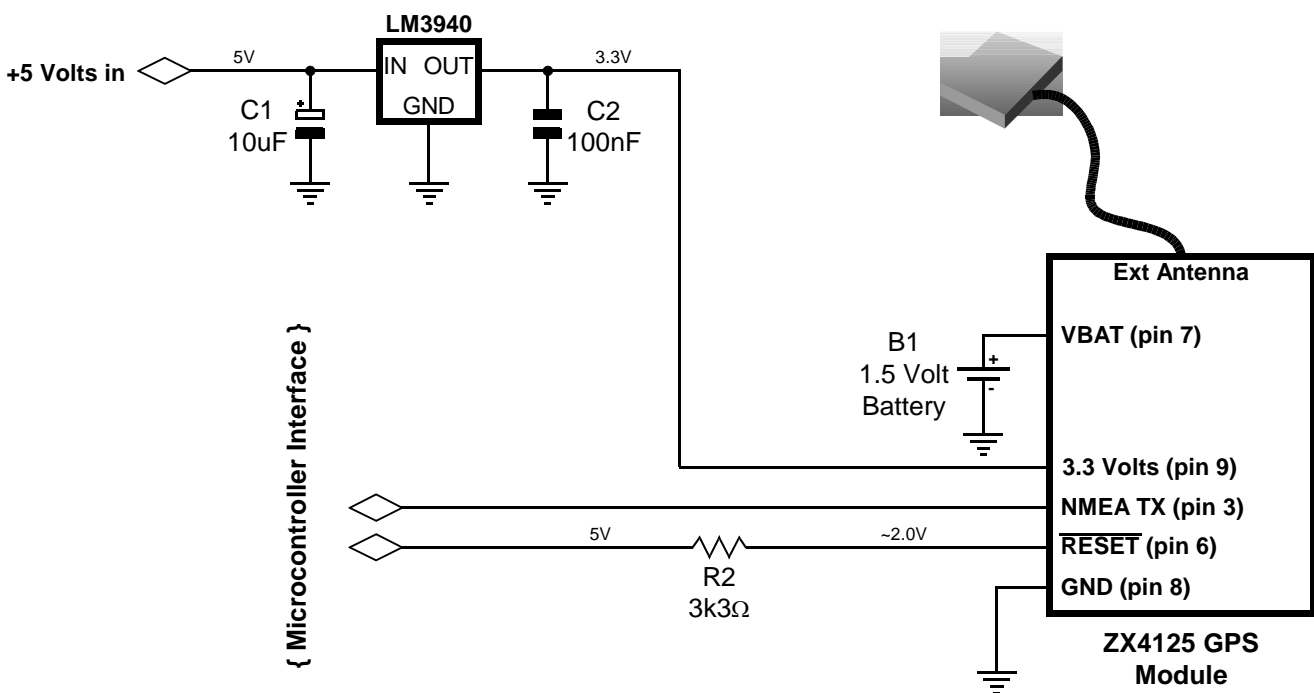 LM3940
+5 Volts in
5V
IN OUT
GND
3.3V
C1
10uF
+
C2
100nF
Ext Antenna
VBAT (pin 7)
B1
1.5 Volt
Battery
+
-
{ Microcontroller Interface }
3.3 Volts (pin 9)
NMEA TX (pin 3)
5V
~2.0V
RESET (pin 6)
R2
3k3Ω
GND (pin 8)
ZX4125 GPS
Module